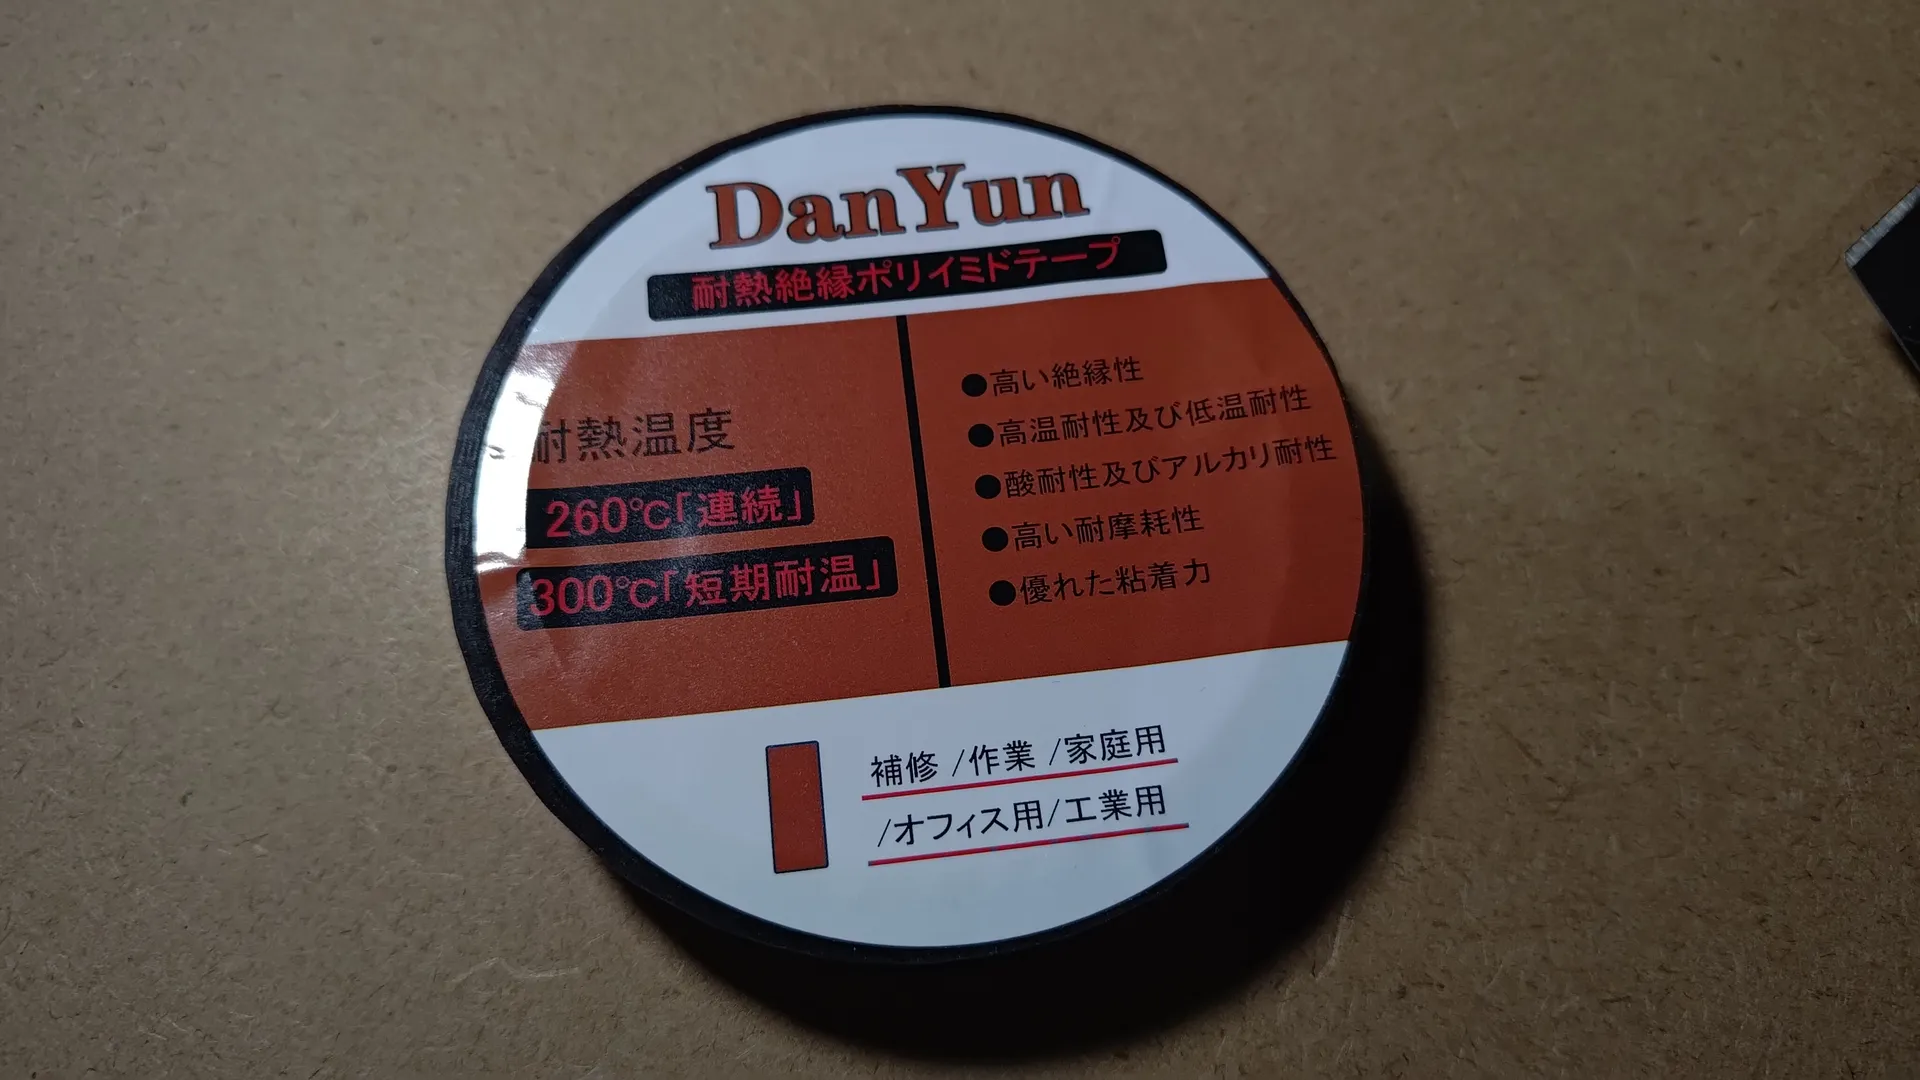 DanYun
耐熱絶縁ポリイミドテープ
耐熱温度
260℃「連続」
300℃「短期耐温」
●高い絶縁性
●高温耐性及び低温耐性
●酸耐性及びアルカリ耐性
●高い耐摩耗性
●優れた粘着力
補修 /作業 /家庭用
/オフィス用/工業用